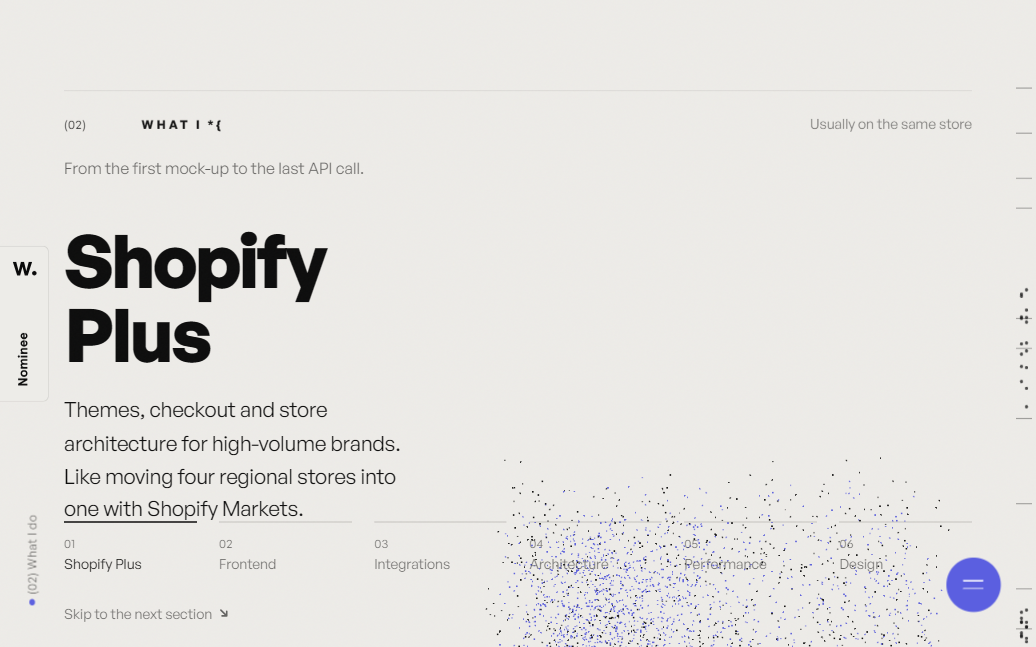 (02) WHAT I *{ Usually on the same store
From the first mock-up to the last API call.
Shopify
Plus
W.
Nominee
Themes, checkout and store
architecture for high-volume brands.
Like moving four regional stores into
one with Shopify Markets.
(02) What I do
01 02 03 04 05 06
Shopify Plus Frontend Integrations Architecture Performance Design
Skip to the next section ↘